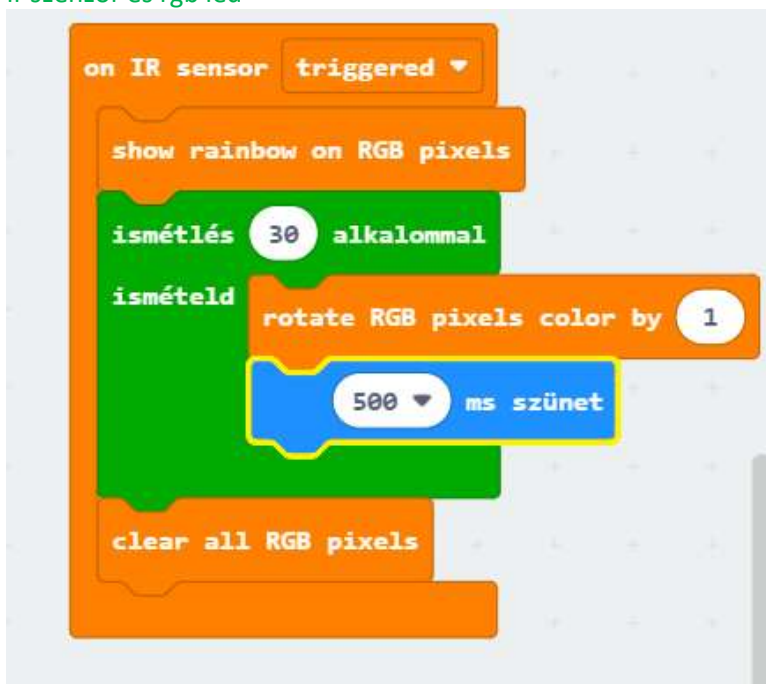 on IR sensor triggered
show rainbow on RGB pixels
ismétlés 30 alkalommal
ismételd
rotate RGB pixels color by 1
500 ms szünet
clear all RGB pixels